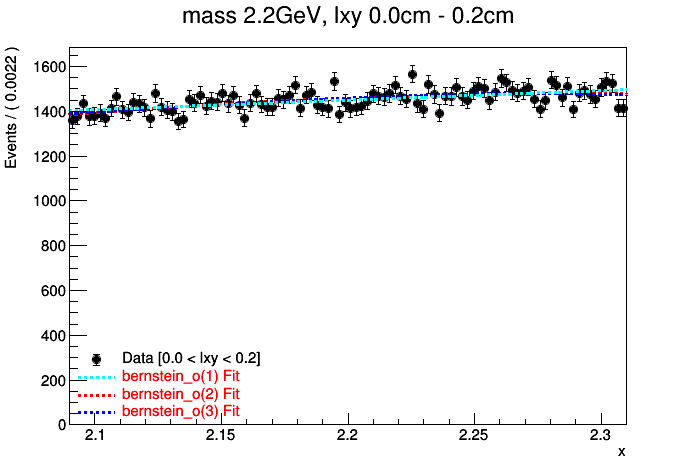 mass 2.2GeV, lxy 0.0cm - 0.2cm
Events / ( 0.0022 )
1600
1400
1200
1000
800
600
400
200
0
Data [0.0 < lxy < 0.2]
bernstein_o(1) Fit
bernstein_o(2) Fit
bernstein_o(3) Fit
2.1 2.15 2.2 2.25 2.3
x